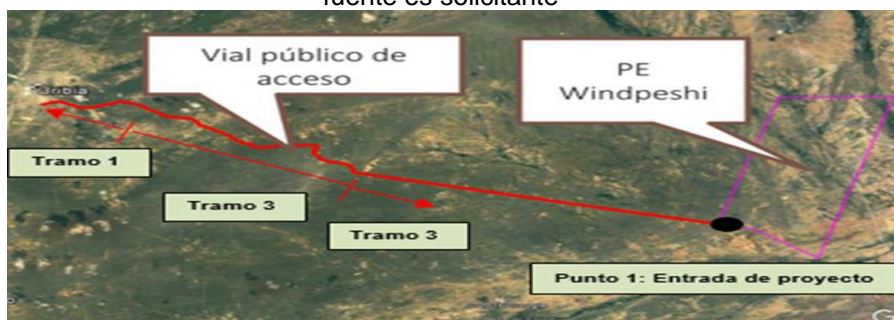 fuente es solicitante
Vial público de
acceso
PE
Windpeshi
Uribia
Tramo 1
Tramo 3
Tramo 3
Punto 1: Entrada de proyecto